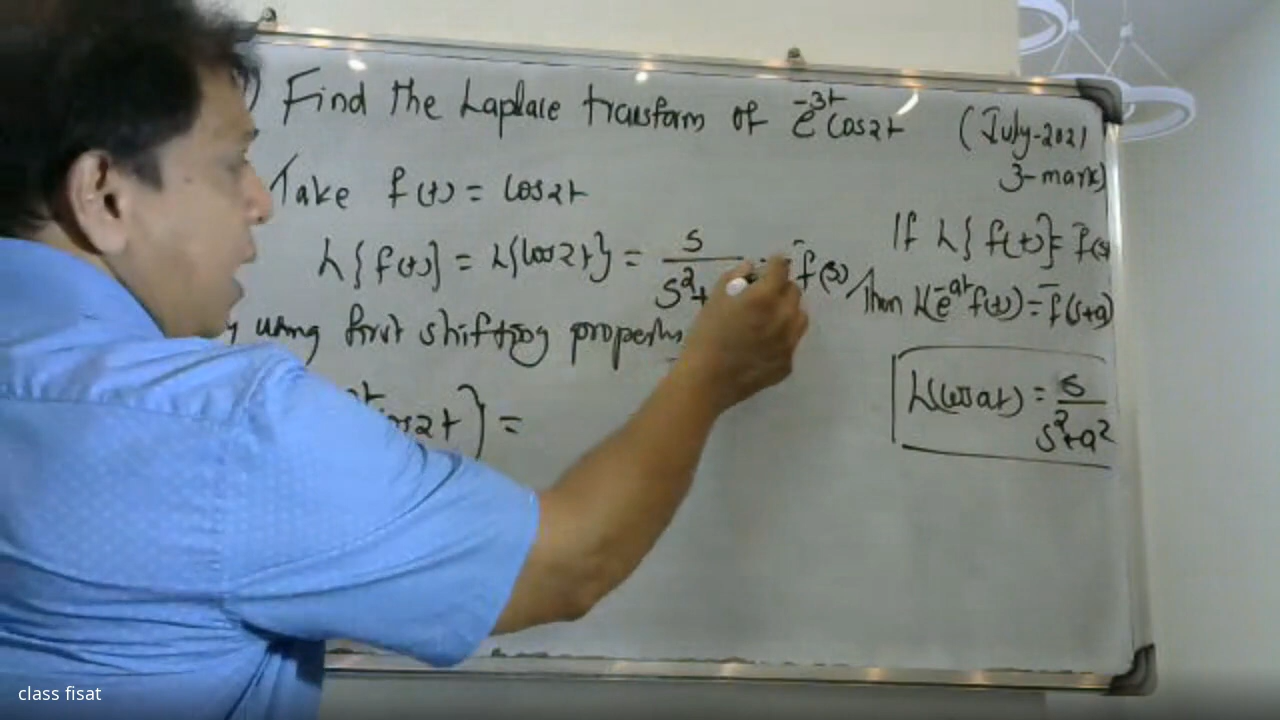 ) Find the Laplace transform of e^-3t cos2t (July-2021
3-mark)
Take f(t) = cos2t
L{f(t)} = L{cos2t} = s/s²+ = f̄(s)
If L{f(t)} = f̄(s
Then L(e^-at f(t)) = f̄(s+a)
y using first shifting property
cos2t} =
L(cosat) = s/s²+a²
class fisat